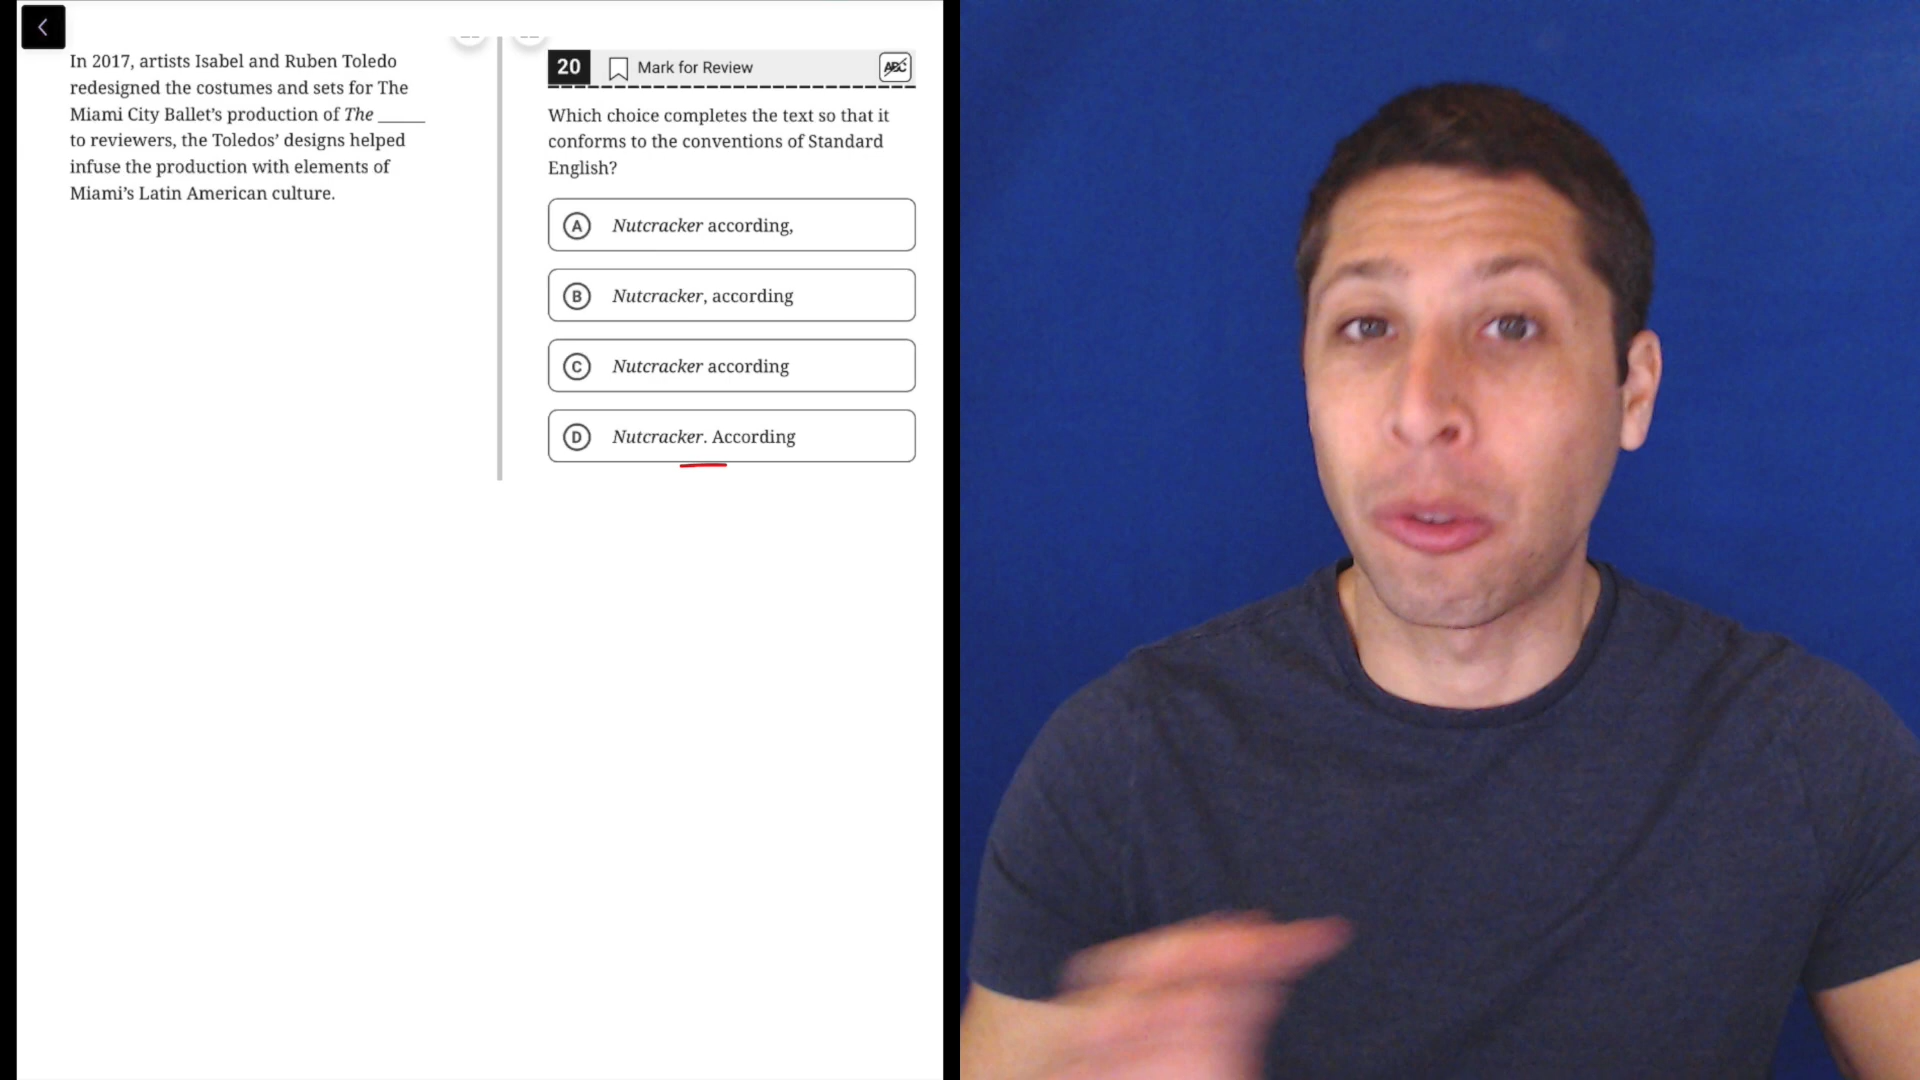 In 2017, artists Isabel and Ruben Toledo
redesigned the costumes and sets for The
Miami City Ballet’s production of The ______
to reviewers, the Toledos’ designs helped
infuse the production with elements of
Miami’s Latin American culture.
20 Mark for Review ABC
Which choice completes the text so that it
conforms to the conventions of Standard
English?
A Nutcracker according,
B Nutcracker, according
C Nutcracker according
D Nutcracker. According